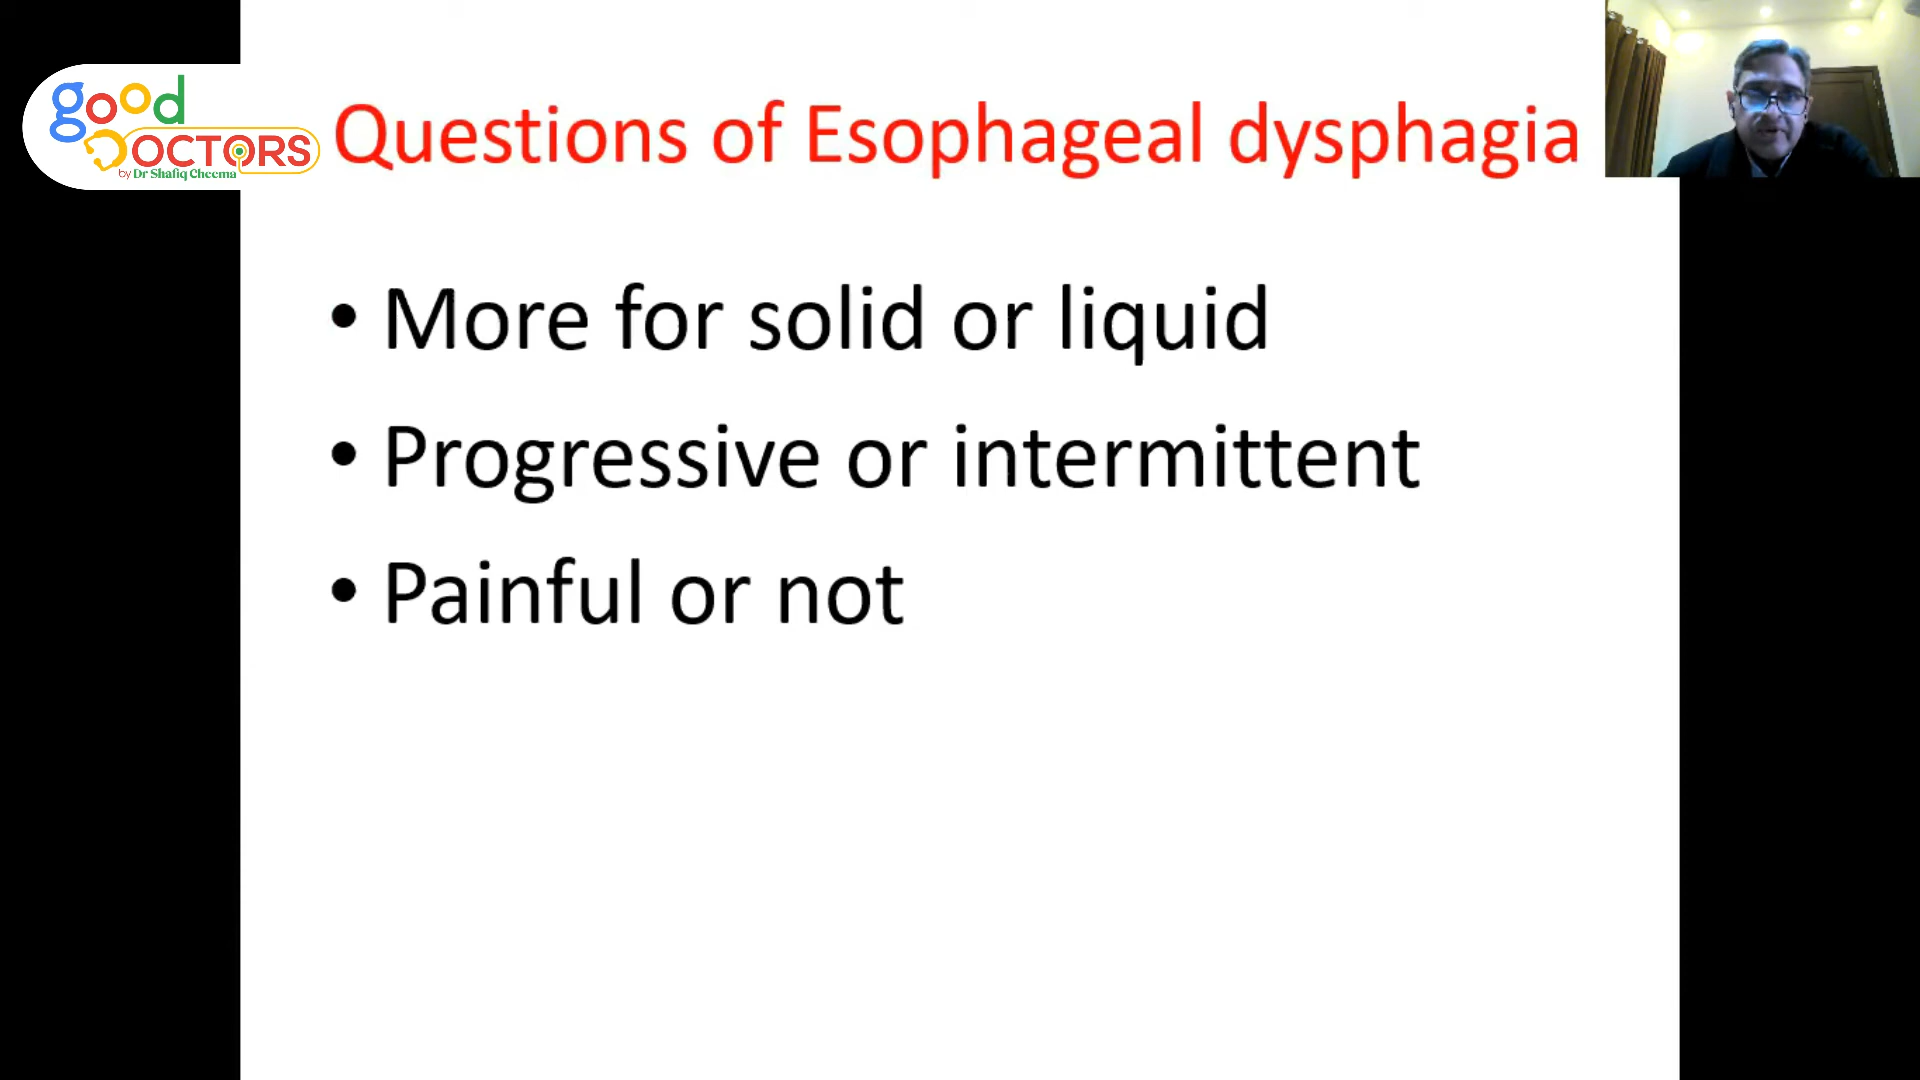 good
DOCTORS
by Dr Shafiq Cheema
Questions of Esophageal dysphagia
• More for solid or liquid
• Progressive or intermittent
• Painful or not